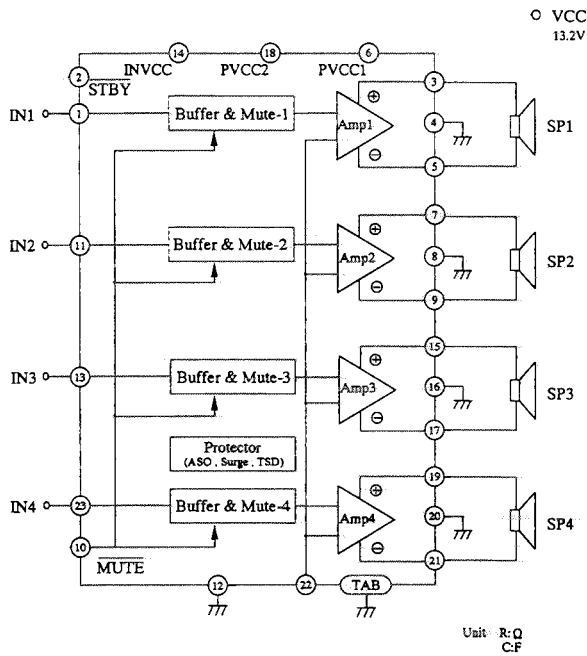 VCC
13.2V
14 18 6
INVCC PVCC2 PVCC1
2
STBY
3
IN1 1 Buffer & Mute-1 Amp1 + − 4 SP1
5
7
IN2 11 Buffer & Mute-2 Amp2 + − 8 SP2
9
15
IN3 13 Buffer & Mute-3 Amp3 16 SP3
17
Protector
(ASO , Surge , TSD)
19
IN4 23 Buffer & Mute-4 Amp4 + − 20 SP4
10
MUTE
21
12 22 TAB
Unit R:Ω
C:F